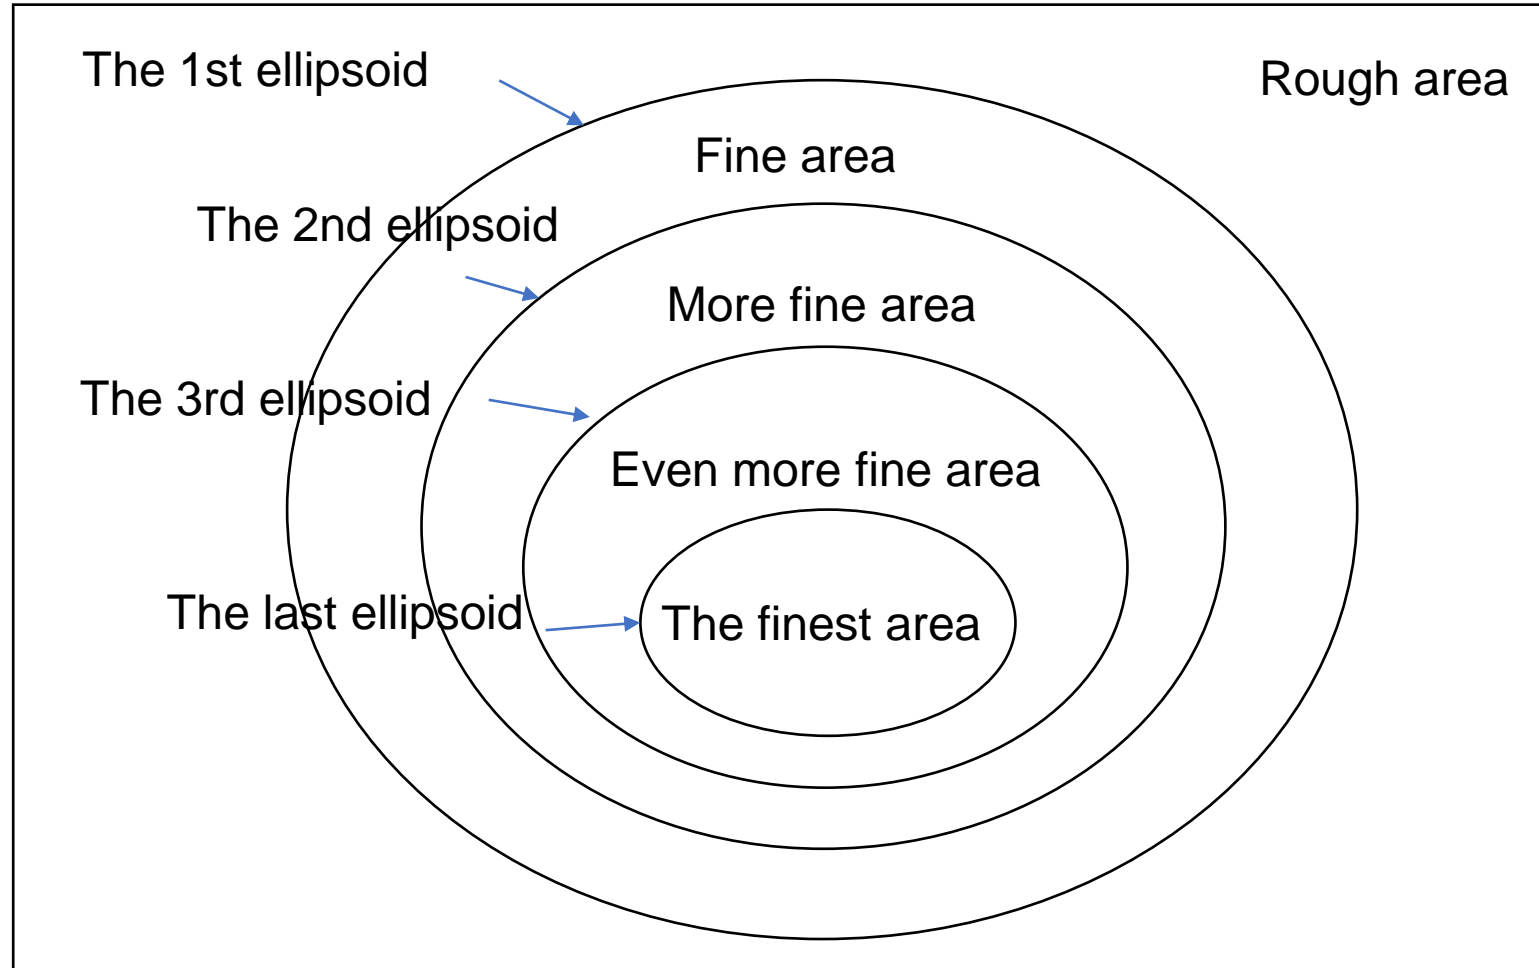 The 1st ellipsoid
Rough area
Fine area
The 2nd ellipsoid
More fine area
The 3rd ellipsoid
Even more fine area
The last ellipsoid
The finest area